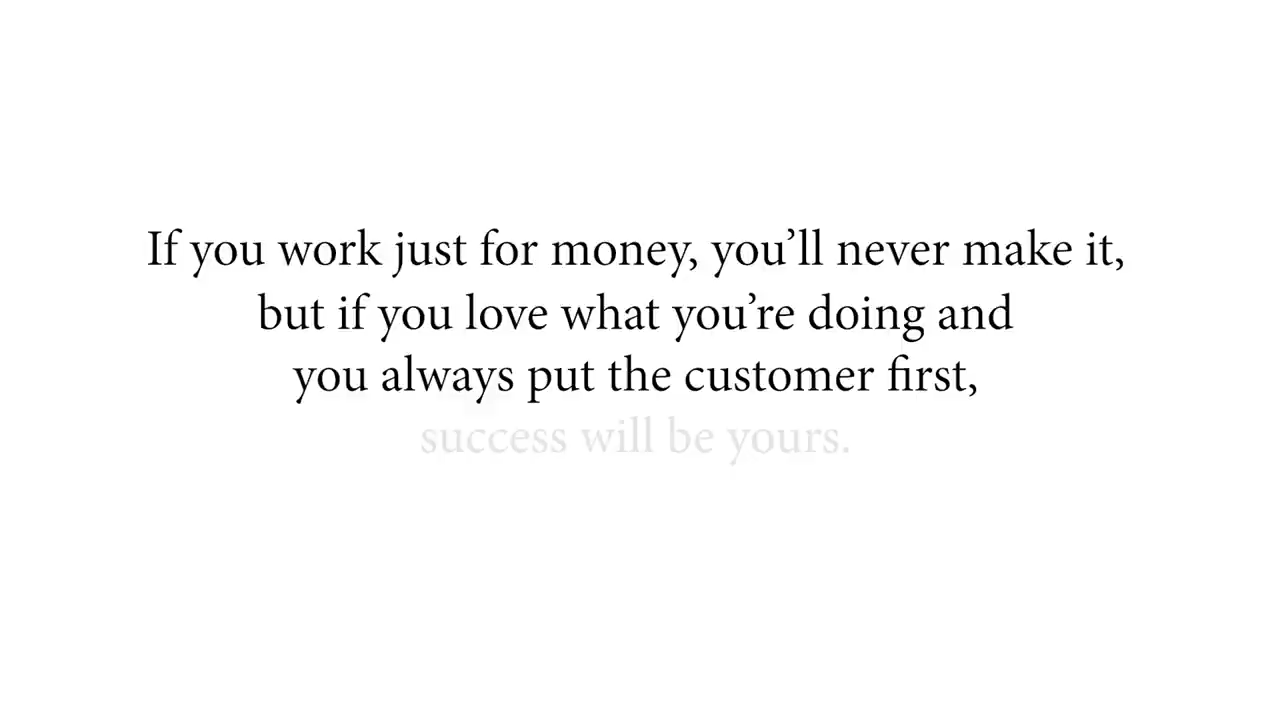 If you work just for money, you’ll never make it,
but if you love what you’re doing and
you always put the customer first,
success will be yours.